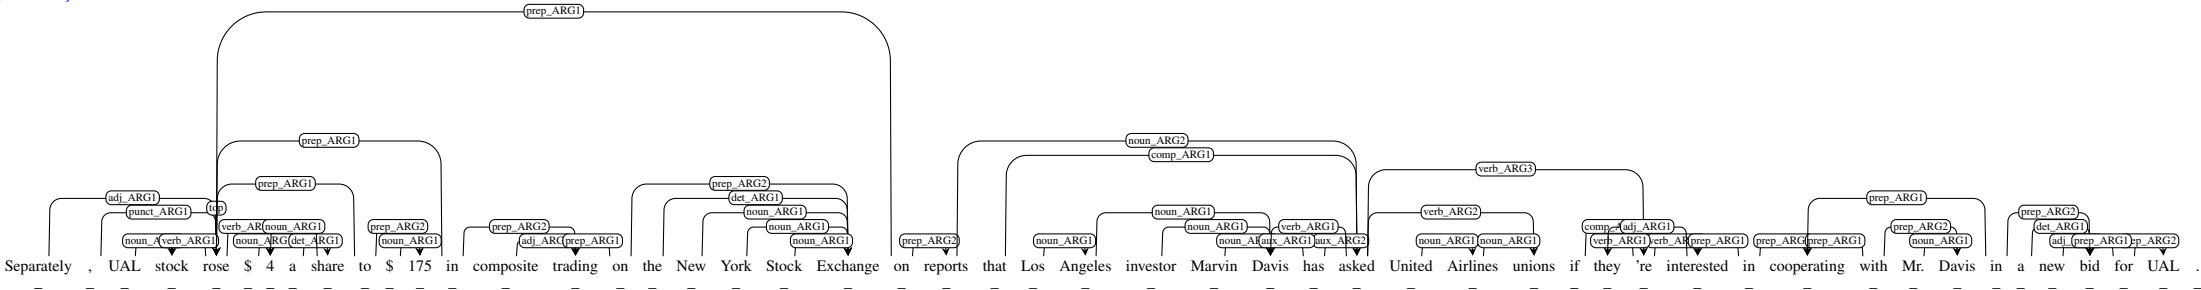 prep_ARG1
prep_ARG1 noun_ARG2
comp_ARG1
verb_ARG3
prep_ARG1 prep_ARG2
adj_ARG1 det_ARG1 prep_ARG1
top
punct_ARG1 noun_ARG1 noun_ARG1 verb_ARG2 prep_ARG2
noun_ARG1 prep_ARG2 prep_ARG2 noun_ARG1 noun_ARG1 verb_ARG1 adj_ARG1 prep_ARG2 det_ARG1
verb_ARG1 noun_ARG1 prep_ARG1 noun_ARG1 prep_ARG2 noun_ARG1 aux_ARG1 aux_ARG2 noun_ARG1 noun_ARG1 verb_ARG1 prep_ARG1 prep_ARG1 noun_ARG1 prep_ARG1
Separately , UAL stock rose $ 4 a share to $ 175 in composite trading on the New York Stock Exchange on reports that Los Angeles investor Marvin Davis has asked United Airlines unions if they 're interested in cooperating with Mr. Davis in a new bid for UAL .